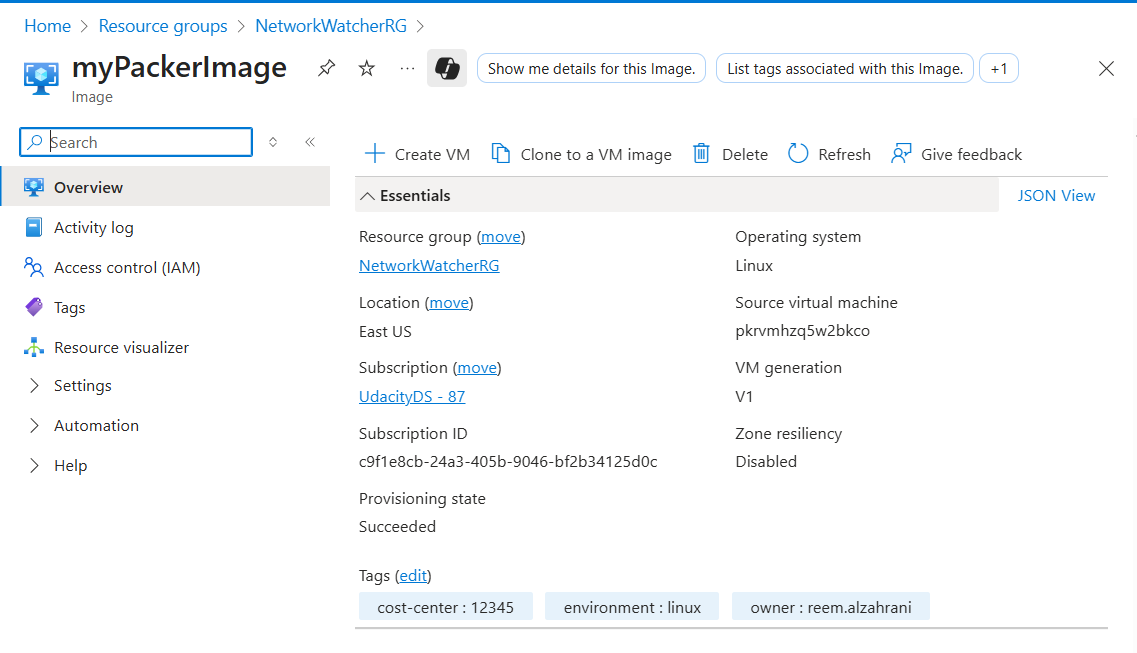 Home > Resource groups > NetworkWatcherRG >
myPackerImage
Image
Show me details for this Image.
List tags associated with this Image.
+1
Search
Overview
Activity log
Access control (IAM)
Tags
Resource visualizer
Settings
Automation
Help
Create VM
Clone to a VM image
Delete
Refresh
Give feedback
Essentials
JSON View
Resource group (move)
NetworkWatcherRG
Location (move)
East US
Subscription (move)
UdacityDS - 87
Subscription ID
c9f1e8cb-24a3-405b-9046-bf2b34125d0c
Provisioning state
Succeeded
Operating system
Linux
Source virtual machine
pkrvmhzq5w2bkco
VM generation
V1
Zone resiliency
Disabled
Tags (edit)
cost-center : 12345
environment : linux
owner : reem.alzahrani